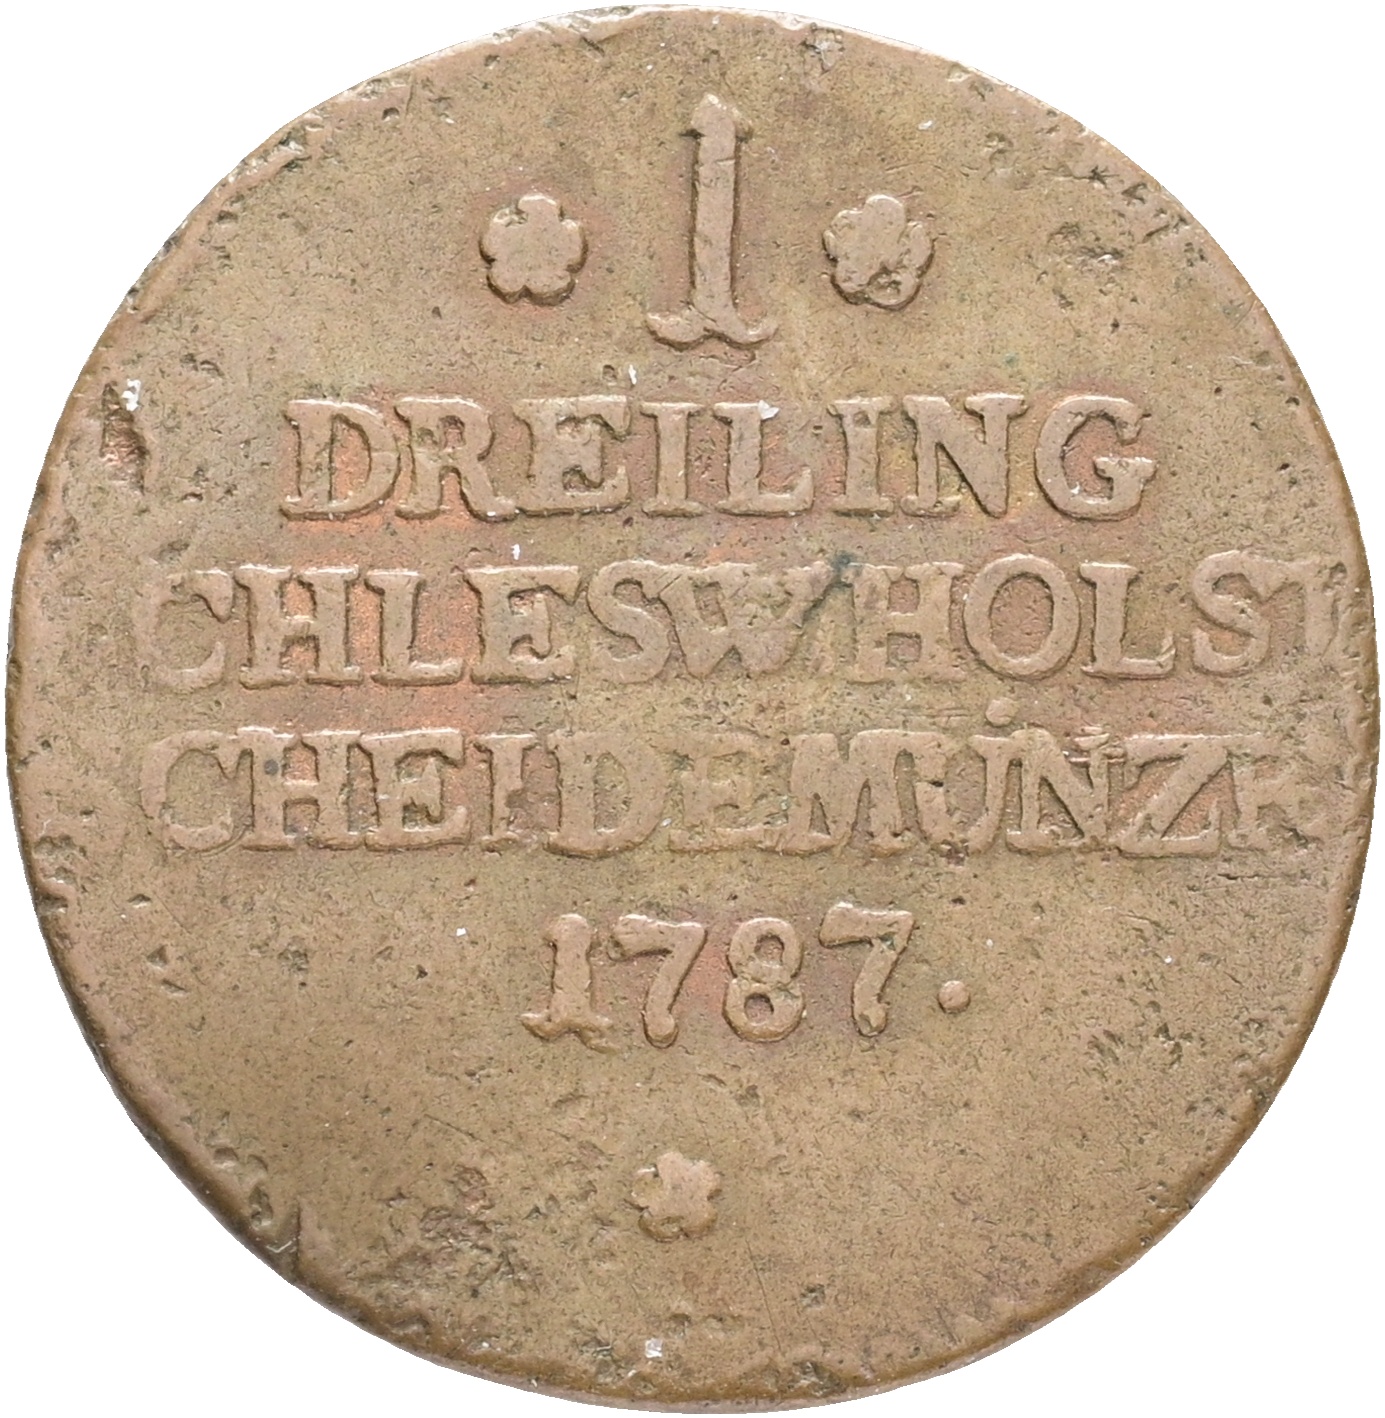 1
DREILING
CHLESWHOLST
CHEIDEMÜNZE
1787.